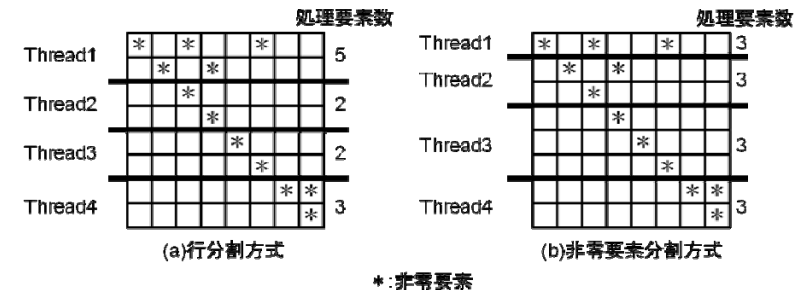 処理要素数
Thread1 * * * 5
* *
Thread2 * 2
*
Thread3 * 2
*
Thread4 * * 3
*
(a)行分割方式
処理要素数
Thread1 * * * 3
Thread2 * * 3
*
Thread3 * 3
*
*
Thread4 * * 3
*
(b)非零要素分割方式
*:非零要素